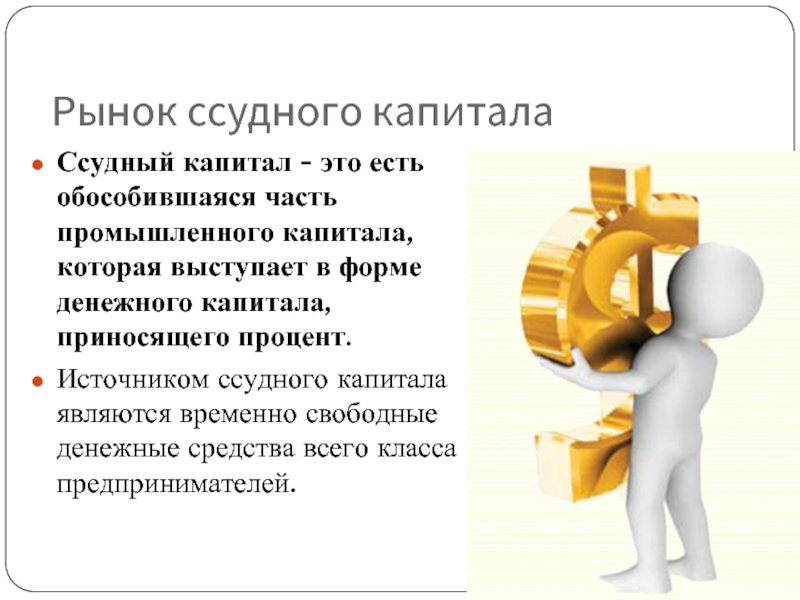 Рынок ссудного капитала
Ссудный капитал - это есть
обособившаяся часть
промышленного капитала,
которая выступает в форме
денежного капитала,
приносящего процент.
Источником ссудного капитала
являются временно свободные
денежные средства всего класса
предпринимателей.